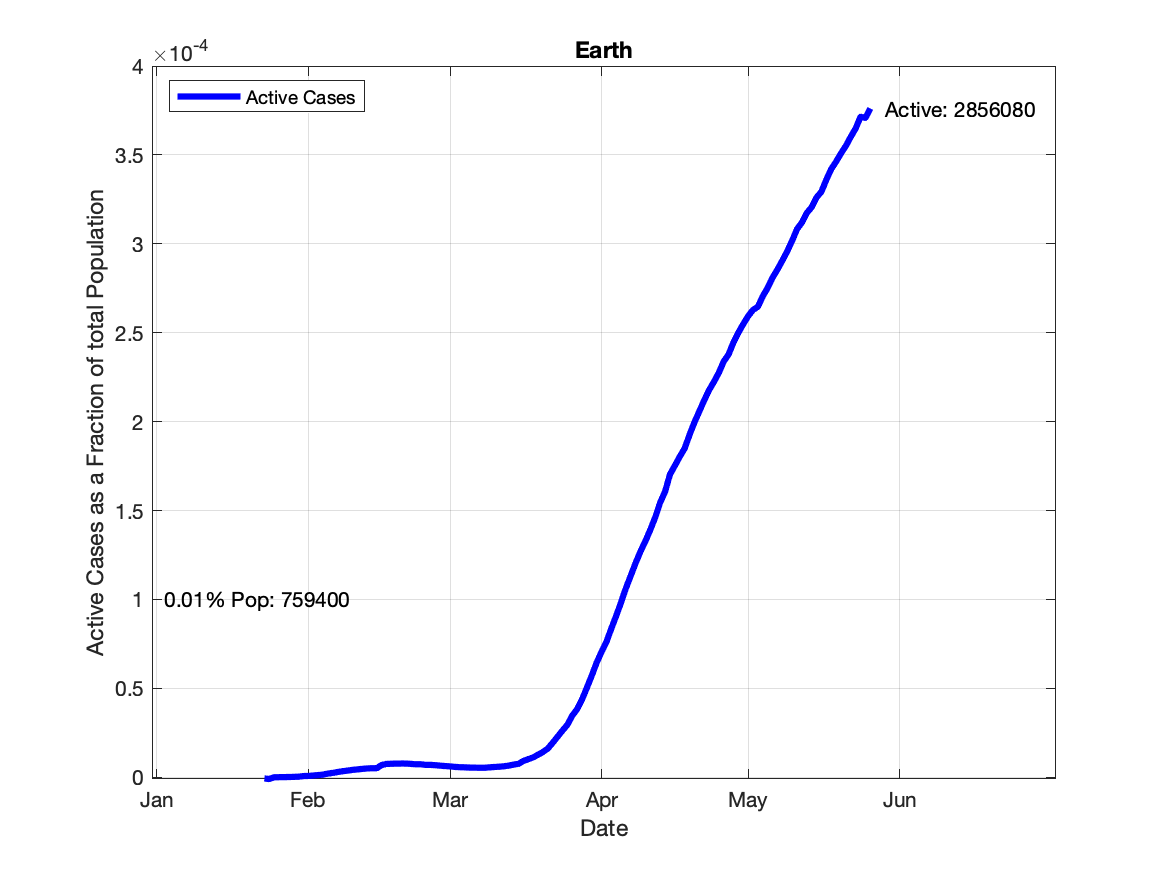 Earth
×10-4
4
3.5
3
2.5
2
1.5
1
0.5
0
Active Cases as a Fraction of total Population
Active Cases
Active: 2856080
0.01% Pop: 759400
Jan
Feb
Mar
Apr
May
Jun
Date